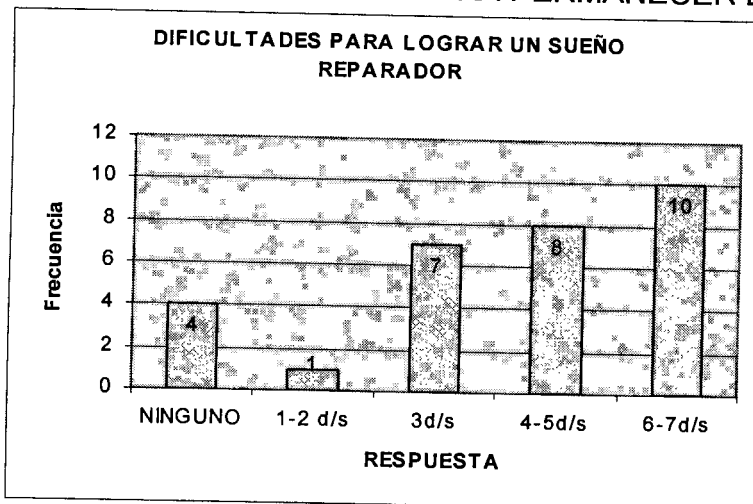 PERMANECER
DIFICULTADES PARA LOGRAR UN SUEÑO
REPARADOR
Frecuencia
12
10
8
6
4
2
0
4
1
7
8
10
NINGUNO 1-2 d/s 3d/s 4-5d/s 6-7d/s
RESPUESTA